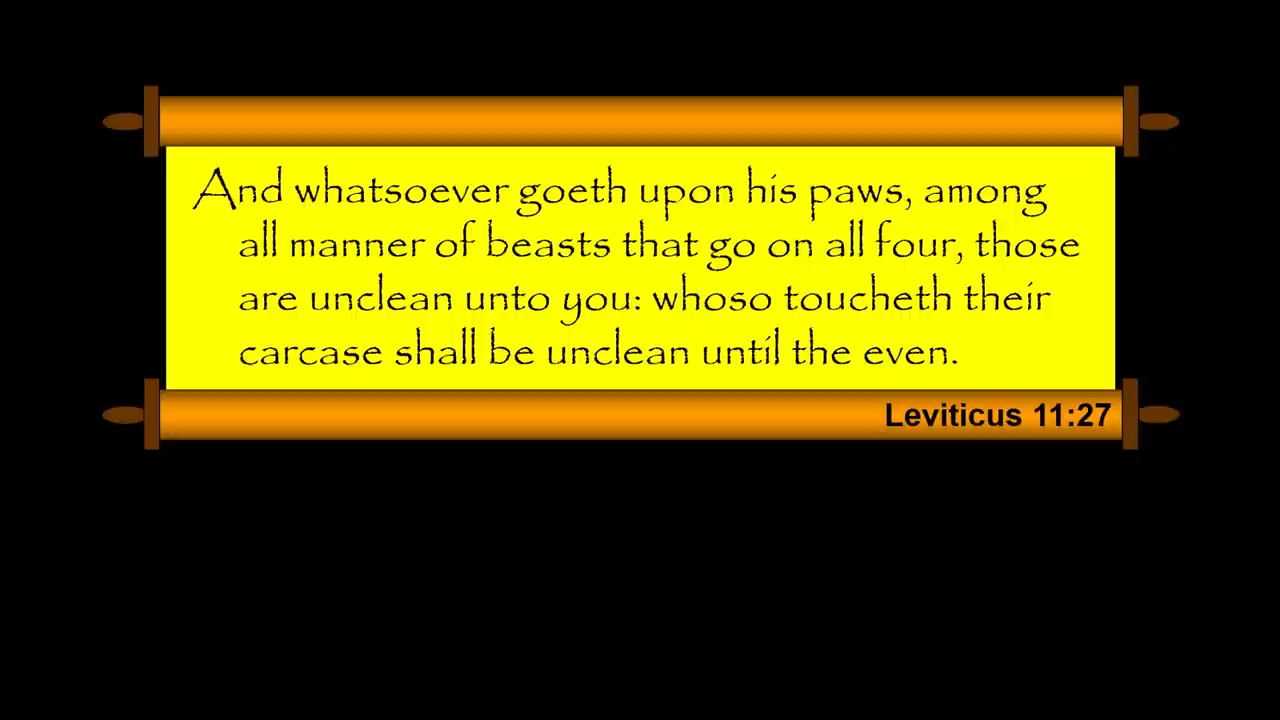 And whatsoever goeth upon his paws, among
all manner of beasts that go on all four, those
are unclean unto you: whoso toucheth their
carcase shall be unclean until the even.
Leviticus 11:27